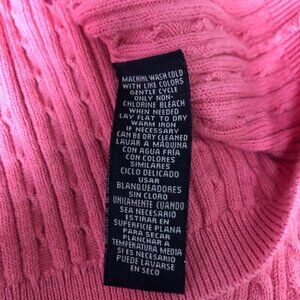 MACHINE WASH COLD
WITH LIKE COLORS
GENTLE CYCLE
ONLY NON-
CHLORINE BLEACH
WHEN NEEDED
LAY FLAT TO DRY
WARM IRON
IF NECESSARY
CAN BE DRY CLEANED
LAVAR A MAQUINA
CON AGUA FRIA
CON COLORES
SIMILARES
CICLO DELICADO
USAR
BLANQUEADORES
SIN CLORO
UNICAMENTE CUANDO
SEA NECESARIO
ESTIRAR EN
SUPERFICIE PLANA
PARA SECAR
PLANCHAR A
TEMPERATURA MEDIA
SI ES NECESARIO
PUEDE LAVARSE
EN SECO